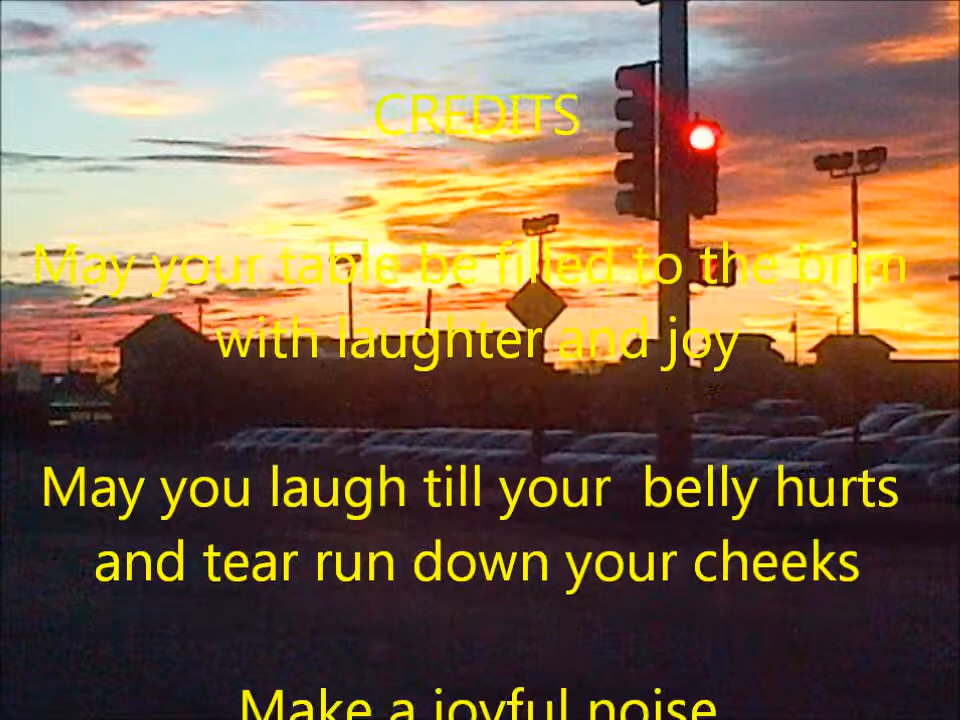 CREDITS
May your table be filled to the brim
with laughter and joy
May you laugh till your  belly hurts
and tear run down your cheeks
Make a joyful noise